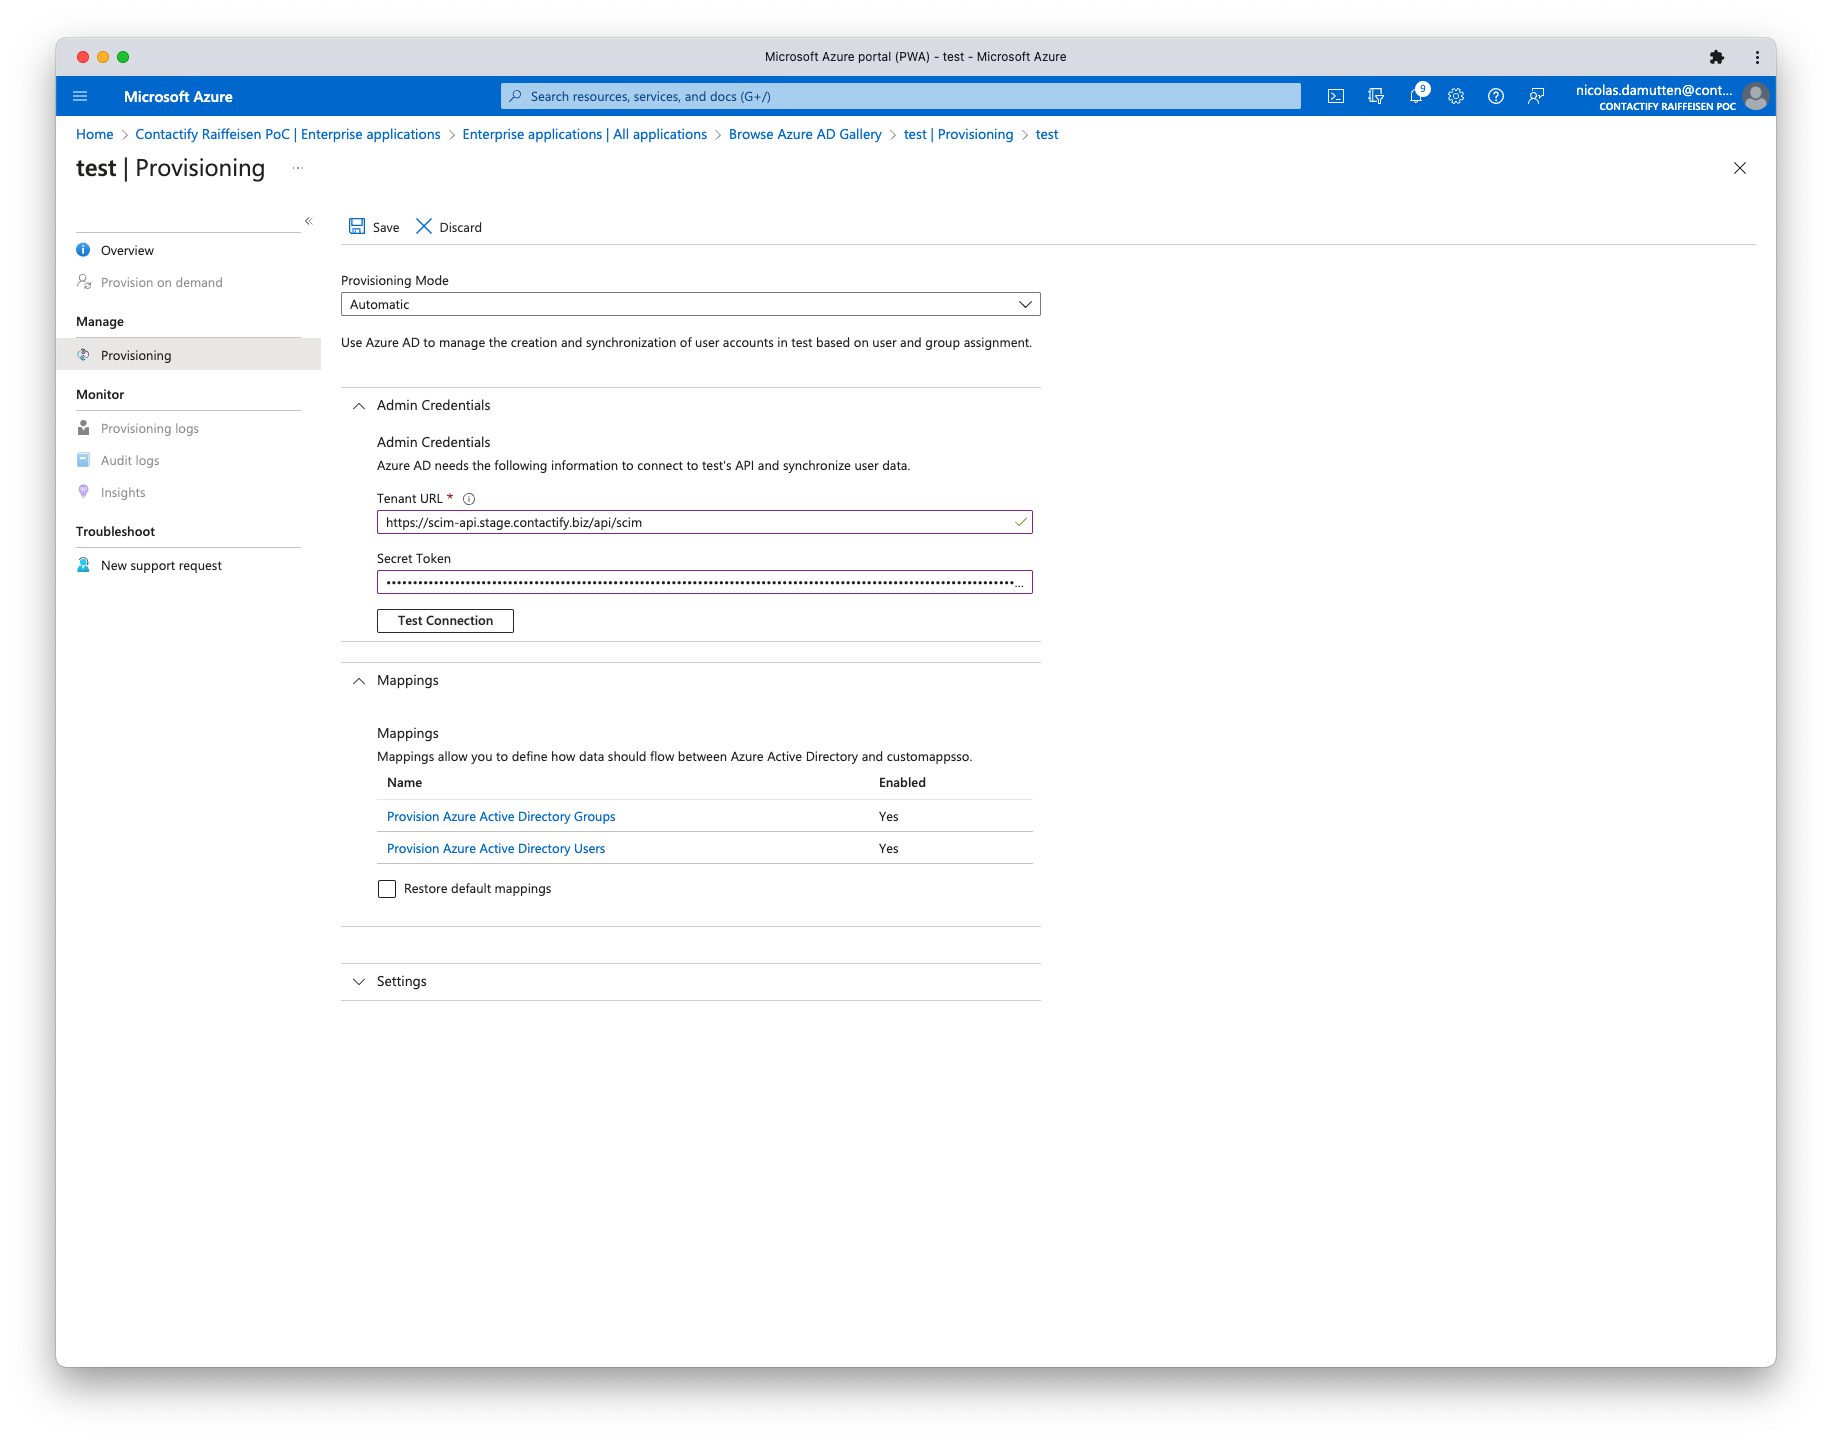 Microsoft Azure portal (PWA) - test - Microsoft Azure
Microsoft Azure
Search resources, services, and docs (G+/)
9
nicolas.damutten@cont...
CONTACTIFY RAIFFEISEN POC
Home > Contactify Raiffeisen PoC | Enterprise applications > Enterprise applications | All applications > Browse Azure AD Gallery > test | Provisioning > test
test | Provisioning ...
Overview
Provision on demand
Manage
Provisioning
Monitor
Provisioning logs
Audit logs
Insights
Troubleshoot
New support request
Save Discard
Provisioning Mode
Automatic
Use Azure AD to manage the creation and synchronization of user accounts in test based on user and group assignment.
Admin Credentials
Admin Credentials
Azure AD needs the following information to connect to test's API and synchronize user data.
Tenant URL *
https://scim-api.stage.contactify.biz/api/scim
Secret Token
Test Connection
Mappings
Mappings
Mappings allow you to define how data should flow between Azure Active Directory and customappsso.
Name Enabled
Provision Azure Active Directory Groups Yes
Provision Azure Active Directory Users Yes
Restore default mappings
Settings